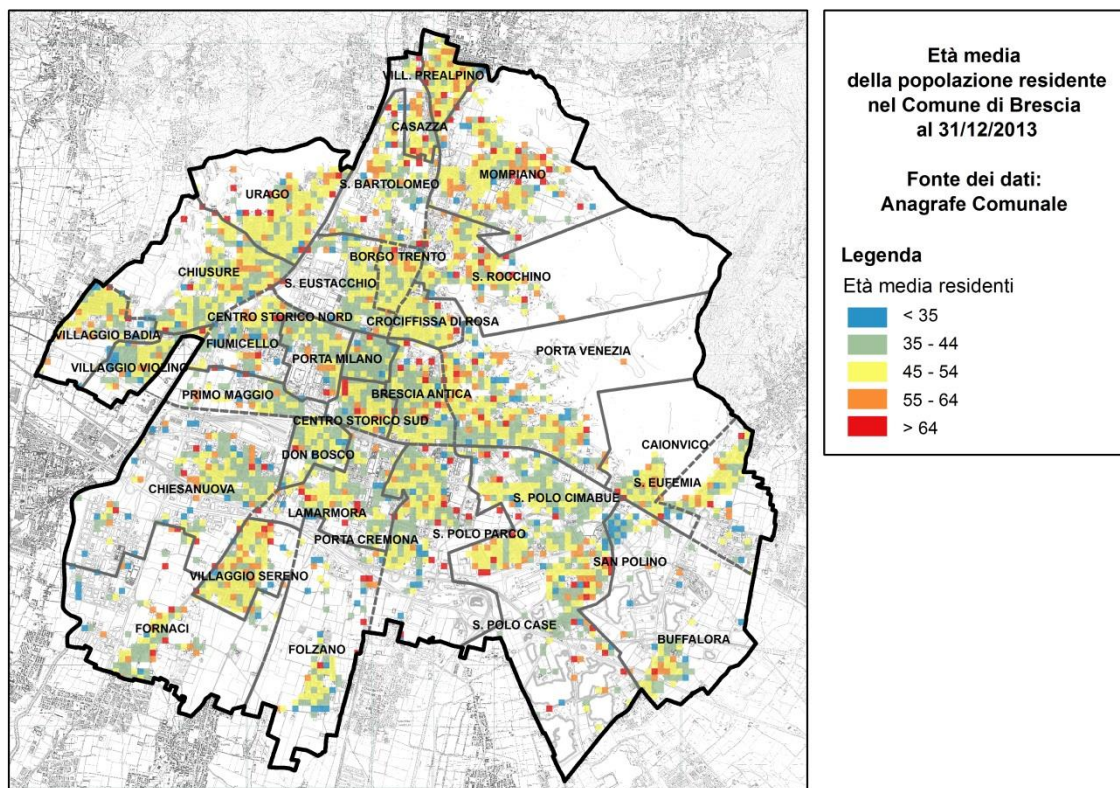 VILL. PREALPINO
CASAZZA
MOMPIANO
S. BARTOLOMEO
URAGO
BORGO TRENTO
S. ROCCHINO
CHIUSURE
S. EUSTACCHIO
CENTRO STORICO NORD
CROCIFFISSA DI ROSA
VILLAGGIO BADIA
FIUMICELLO
PORTA MILANO
PORTA VENEZIA
VILLAGGIO VIOLINO
PRIMO MAGGIO
BRESCIA ANTICA
CENTRO STORICO SUD
CAIONVICO
DON BOSCO
S. EUFEMIA
CHIESANUOVA
S. POLO CIMABUE
LAMARMORA
S. POLO PARCO
PORTA CREMONA
SAN POLINO
VILLAGGIO SERENO
S. POLO CASE
FORNACI
BUFFALORA
FOLZANO
Età media
della popolazione residente
nel Comune di Brescia
al 31/12/2013
Fonte dei dati:
Anagrafe Comunale
Legenda
Età media residenti
< 35
35 - 44
45 - 54
55 - 64
> 64